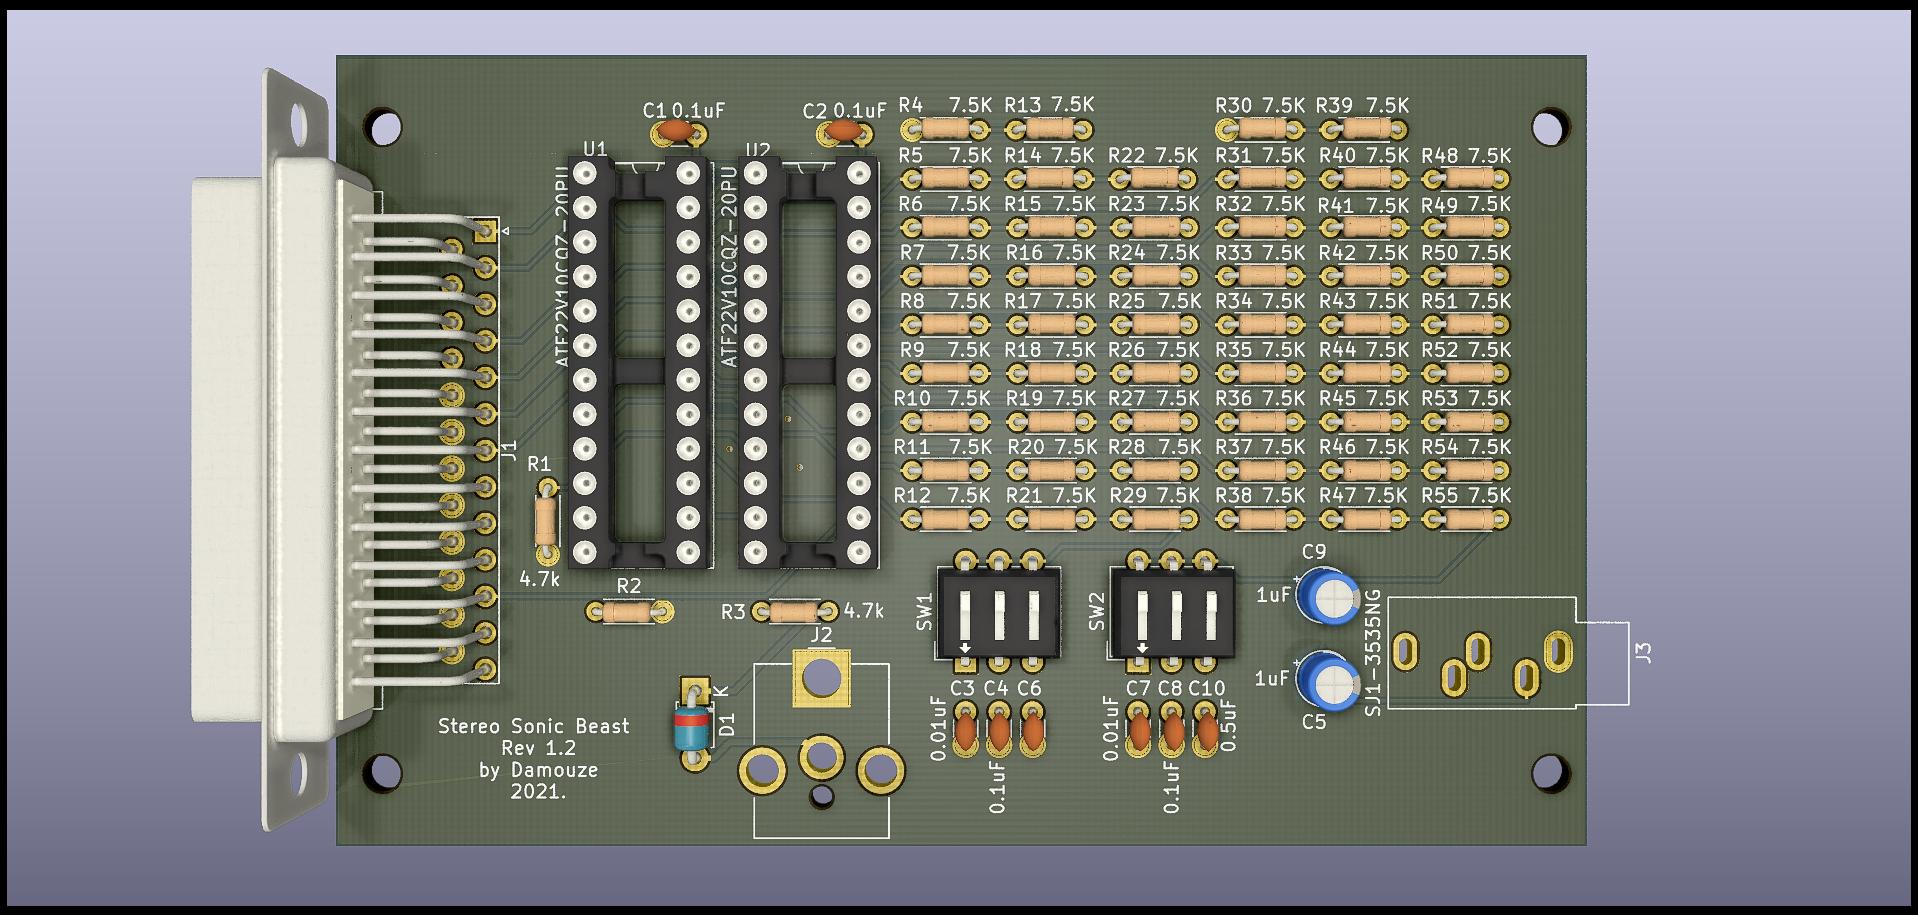 C1 0.1uF
C2 0.1uF
R4 7.5K R13 7.5K R30 7.5K R39 7.5K
U1
U2
R5 7.5K R14 7.5K R22 7.5K R31 7.5K R40 7.5K R48 7.5K
R6 7.5K R15 7.5K R23 7.5K R32 7.5K R41 7.5K R49 7.5K
R7 7.5K R16 7.5K R24 7.5K R33 7.5K R42 7.5K R50 7.5K
R8 7.5K R17 7.5K R25 7.5K R34 7.5K R43 7.5K R51 7.5K
R9 7.5K R18 7.5K R26 7.5K R35 7.5K R44 7.5K R52 7.5K
R10 7.5K R19 7.5K R27 7.5K R36 7.5K R45 7.5K R53 7.5K
R11 7.5K R20 7.5K R28 7.5K R37 7.5K R46 7.5K R54 7.5K
R12 7.5K R21 7.5K R29 7.5K R38 7.5K R47 7.5K R55 7.5K
ATF22V10CQZ-20PU
ATF22V10CQZ-20PU
J1
R1
4.7k
R2
R3
4.7k
J2
SW1
SW2
C9
1uF
1uF
C5
SJ1-3535NG
J3
K
D1
C3 C4 C6
C7 C8 C10
0.01uF
0.1uF
0.01uF
0.1uF
0.5uF
Stereo Sonic Beast
Rev 1.2
by Damouze
2021.